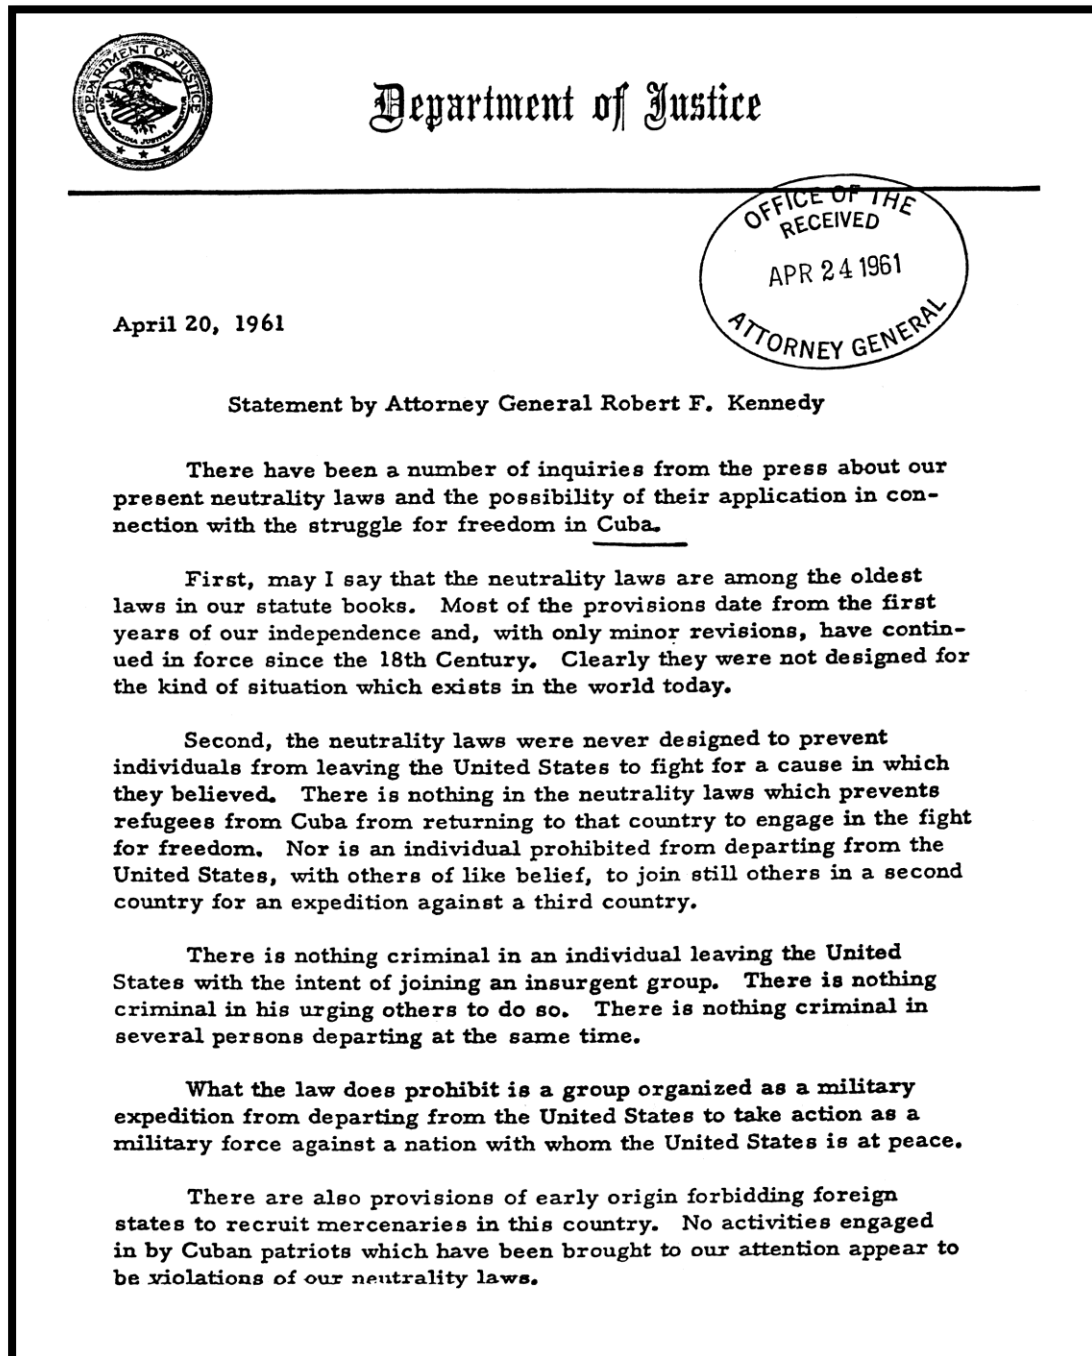 DEPARTMENT OF JUSTICE
QUI PRO DOMINA JUSTITIA SEQUITUR
Department of Justice
OFFICE OF THE
RECEIVED
APR 24 1961
ATTORNEY GENERAL
April 20, 1961
Statement by Attorney General Robert F. Kennedy
There have been a number of inquiries from the press about our
present neutrality laws and the possibility of their application in con-
nection with the struggle for freedom in Cuba.
First, may I say that the neutrality laws are among the oldest
laws in our statute books. Most of the provisions date from the first
years of our independence and, with only minor revisions, have contin-
ued in force since the 18th Century. Clearly they were not designed for
the kind of situation which exists in the world today.
Second, the neutrality laws were never designed to prevent
individuals from leaving the United States to fight for a cause in which
they believed. There is nothing in the neutrality laws which prevents
refugees from Cuba from returning to that country to engage in the fight
for freedom. Nor is an individual prohibited from departing from the
United States, with others of like belief, to join still others in a second
country for an expedition against a third country.
There is nothing criminal in an individual leaving the United
States with the intent of joining an insurgent group. There is nothing
criminal in his urging others to do so. There is nothing criminal in
several persons departing at the same time.
What the law does prohibit is a group organized as a military
expedition from departing from the United States to take action as a
military force against a nation with whom the United States is at peace.
There are also provisions of early origin forbidding foreign
states to recruit mercenaries in this country. No activities engaged
in by Cuban patriots which have been brought to our attention appear to
be violations of our neutrality laws.